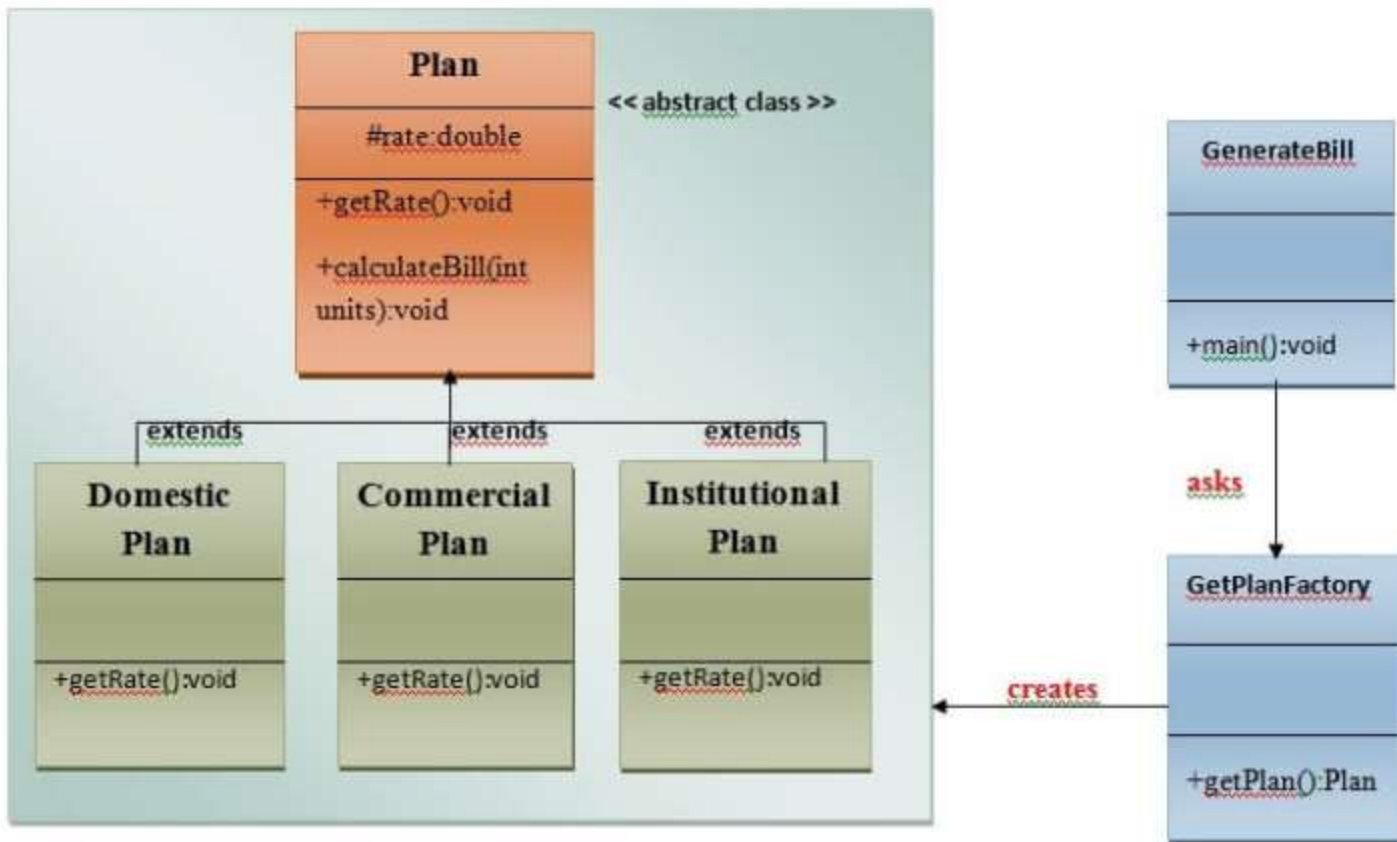 Plan
<< abstract class >>
#rate:double
+getRate():void
+calculateBill(int
units):void
extends
extends
extends
Domestic
Plan
+getRate():void
Commercial
Plan
+getRate():void
Institutional
Plan
+getRate():void
GenerateBill
+main():void
asks
GetPlanFactory
+getPlan():Plan
creates